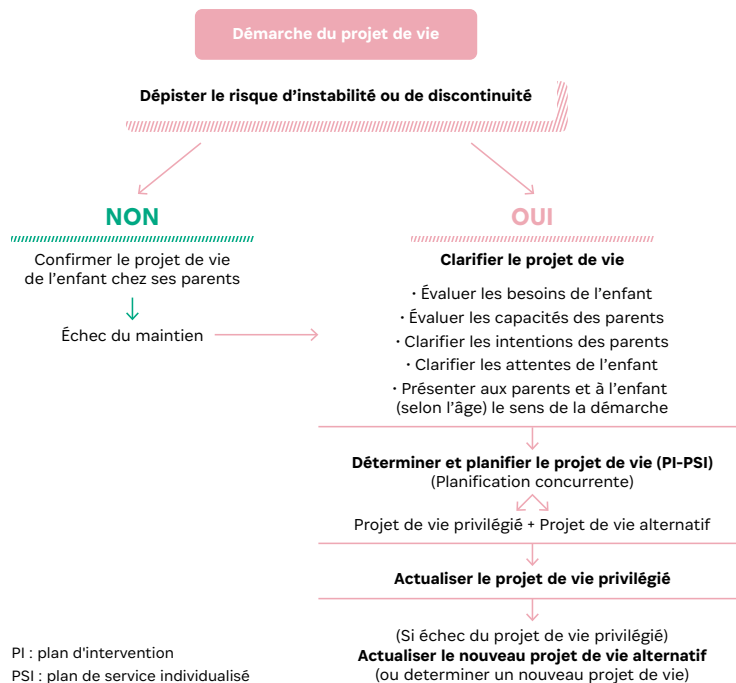 Démarche du projet de vie
Dépister le risque d'instabilité ou de discontinuité
NON
Confirmer le projet de vie
de l'enfant chez ses parents
Échec du maintien
OUI
Clarifier le projet de vie
· Évaluer les besoins de l'enfant
· Évaluer les capacités des parents
· Clarifier les intentions des parents
· Clarifier les attentes de l'enfant
· Présenter aux parents et à l'enfant
(selon l'âge) le sens de la démarche
Déterminer et planifier le projet de vie (PI-PSI)
(Planification concurrente)
Projet de vie privilégié + Projet de vie alternatif
Actualiser le projet de vie privilégié
(Si échec du projet de vie privilégié)
Actualiser le nouveau projet de vie alternatif
(ou determiner un nouveau projet de vie)
PI : plan d'intervention
PSI : plan de service individualisé